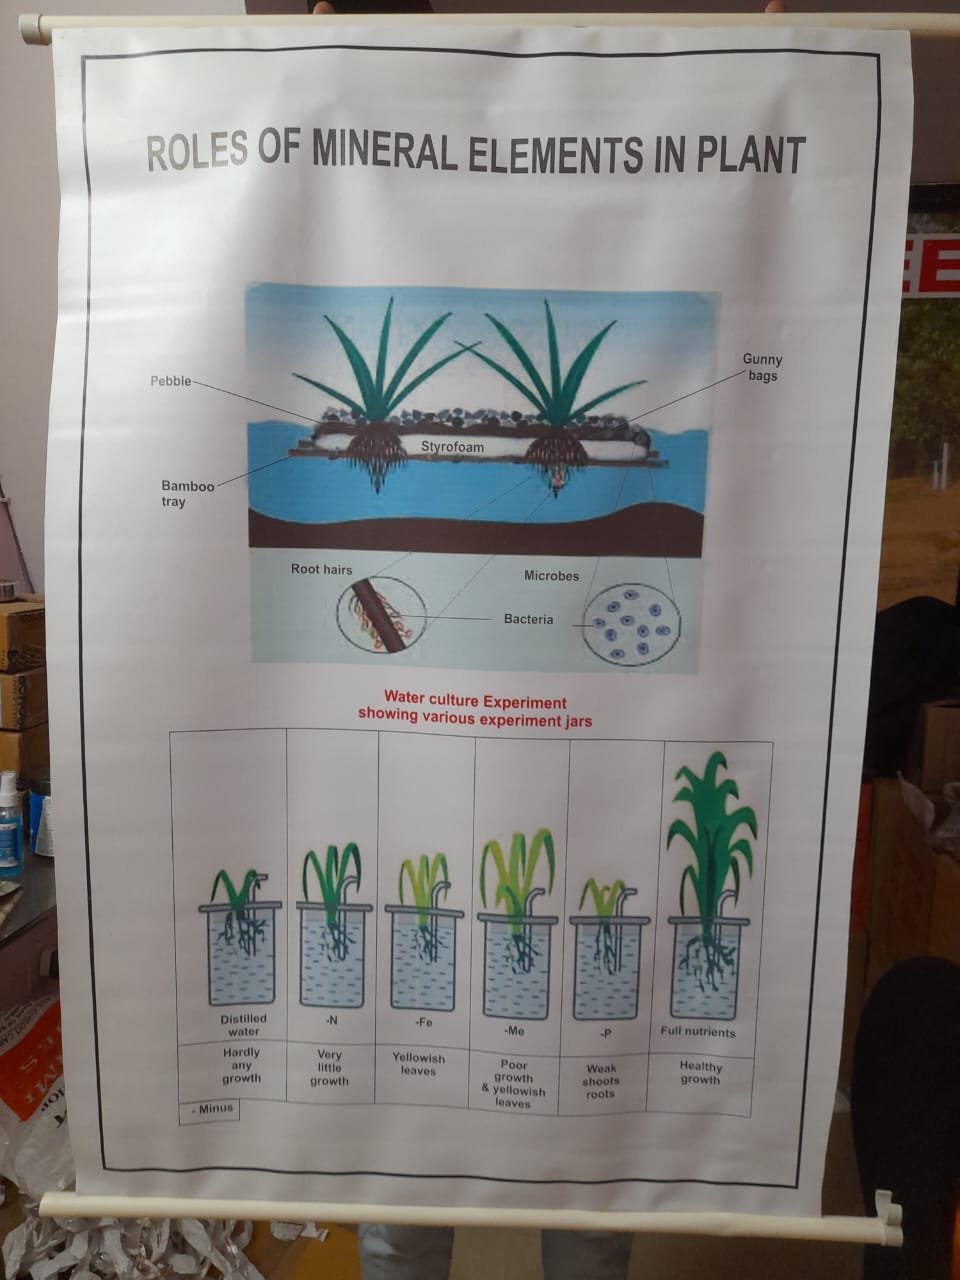 ROLES OF MINERAL ELEMENTS IN PLANT
Pebble
Gunny
bags
Styrofoam
Bamboo
tray
Root hairs
Microbes
Bacteria
Water culture Experiment
showing various experiment jars
Distilled
water
-N
-Fe
-Me
-P
Full nutrients
Hardly
any
growth
Very
little
growth
Yellowish
leaves
Poor
growth
& yellowish
leaves
Weak
shoots
roots
Healthy
growth
- Minus